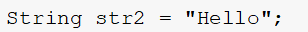 String str2 = "Hello";